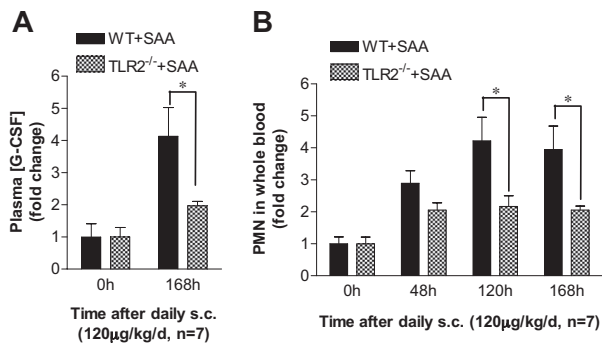 A
WT+SAA
TLR2-/-+SAA
Plasma [G-CSF]
(fold change)
6
5
4
3
2
1
0
*
0h
168h
Time after daily s.c.
(120µg/kg/d, n=7)
B
WT+SAA
TLR2-/-+SAA
PMN in whole blood
(fold change)
6
5
4
3
2
1
0
*
*
0h
48h
120h
168h
Time after daily s.c. (120µg/kg/d, n=7)